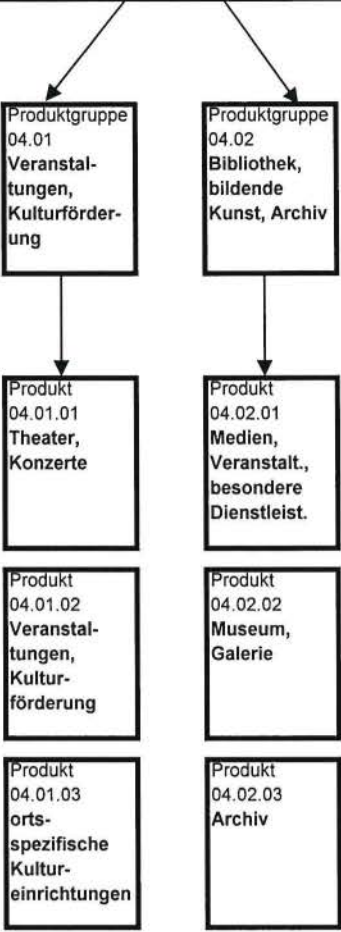 Produktgruppe
04.01
Veranstal-
tungen,
Kulturförder-
ung
Produktgruppe
04.02
Bibliothek,
bildende
Kunst, Archiv
Produkt
04.01.01
Theater,
Konzerte
Produkt
04.02.01
Medien,
Veranstalt.,
besondere
Dienstleist.
Produkt
04.01.02
Veranstal-
tungen,
Kultur-
förderung
Produkt
04.02.02
Museum,
Galerie
Produkt
04.01.03
orts-
spezifische
Kultur-
einrichtungen
Produkt
04.02.03
Archiv